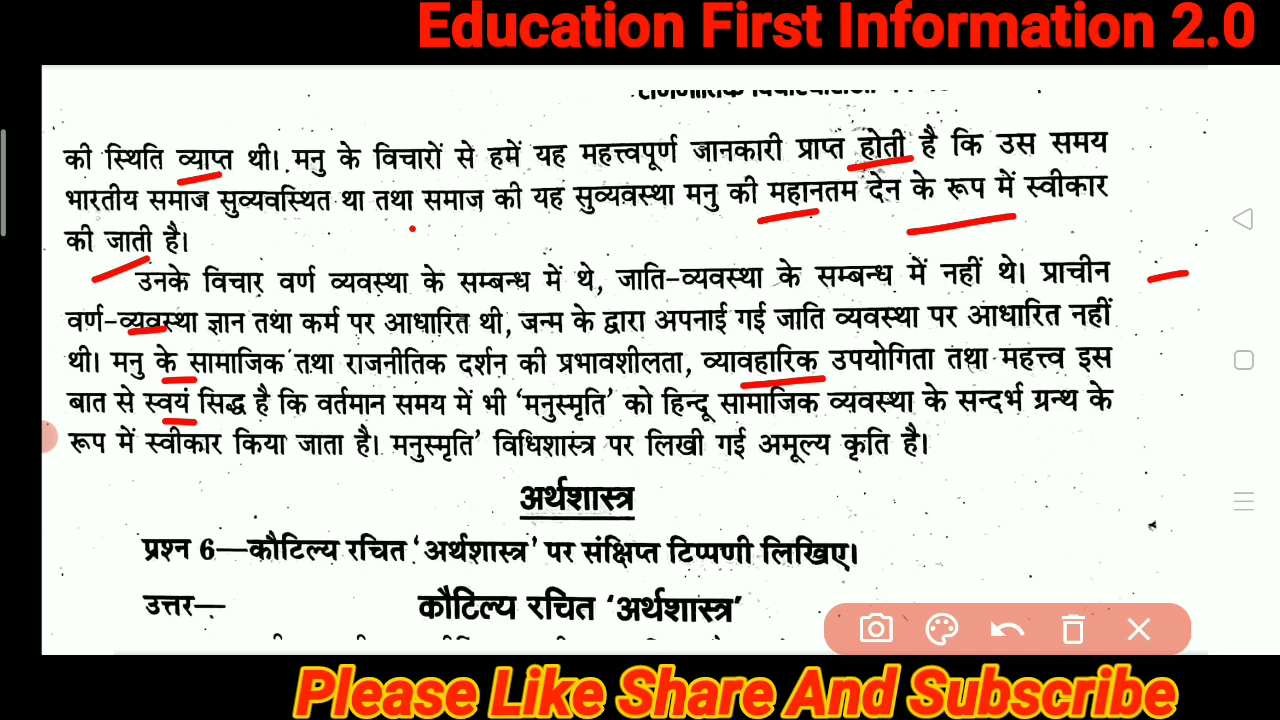 Education First Information 2.0
की स्थिति व्याप्त थी। मनु के विचारों से हमें यह महत्त्वपूर्ण जानकारी प्राप्त होती है कि उस समय
भारतीय समाज सुव्यवस्थित था तथा समाज की यह सुव्यवस्था मनु की महानतम देन के रूप में स्वीकार
की जाती है।
उनके विचार वर्ण व्यवस्था के सम्बन्ध में थे, जाति-व्यवस्था के सम्बन्ध में नहीं थे। प्राचीन
वर्ण-व्यवस्था ज्ञान तथा कर्म पर आधारित थी, जन्म के द्वारा अपनाई गई जाति व्यवस्था पर आधारित नहीं
थी। मनु के सामाजिक तथा राजनीतिक दर्शन की प्रभावशीलता, व्यावहारिक उपयोगिता तथा महत्त्व इस
बात से स्वयं सिद्ध है कि वर्तमान समय में भी ‘मनुस्मृति’ को हिन्दू सामाजिक व्यवस्था के सन्दर्भ ग्रन्थ के
रूप में स्वीकार किया जाता है। मनुस्मृति’ विधिशास्त्र पर लिखी गई अमूल्य कृति है।
अर्थशास्त्र
प्रश्न 6—कौटिल्य रचित ‘अर्थशास्त्र’ पर संक्षिप्त टिप्पणी लिखिए।
उत्तर— कौटिल्य रचित ‘अर्थशास्त्र’
Please Like Share And Subscribe